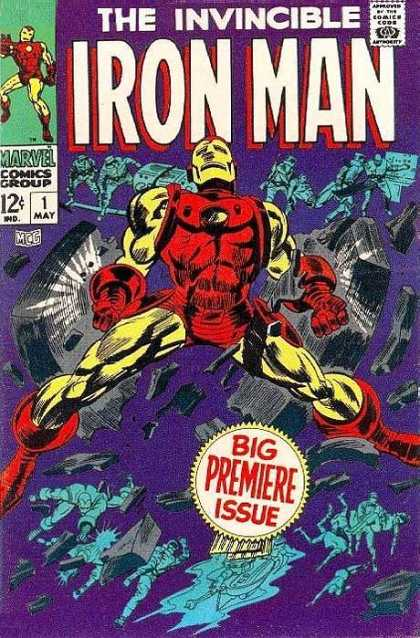 THE INVINCIBLE
IRON MAN
APPROVED
BY THE
COMICS
CODE
AUTHORITY
TM
MARVEL
COMICS
GROUP
12¢
IND.
1
MAY
MCG
BIG
PREMIERE
ISSUE